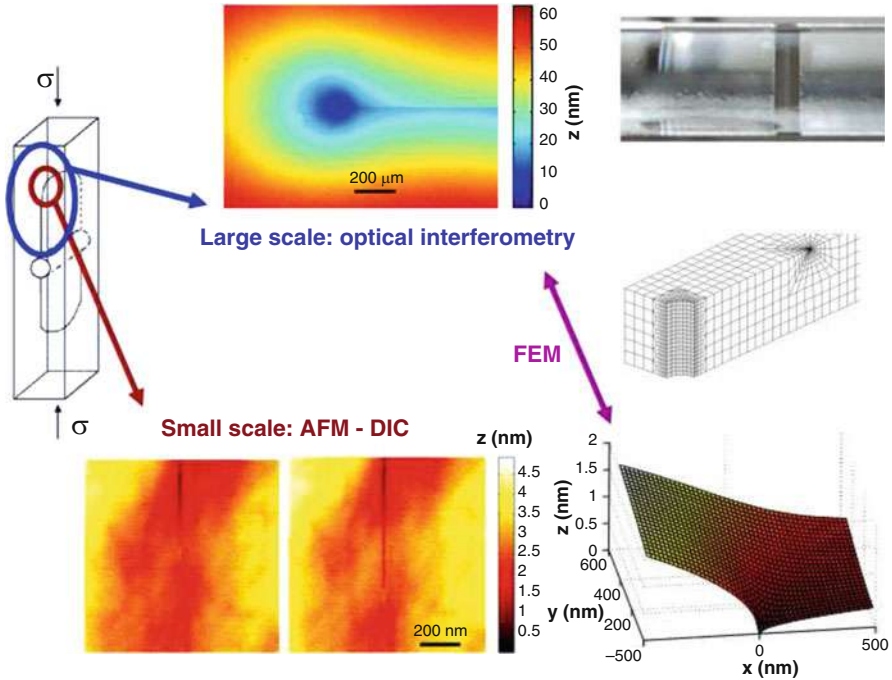 σ
60
50
40
30
20
10
0
z (nm)
200 μm
Large scale: optical interferometry
FEM
σ
Small scale: AFM - DIC
z (nm)
4.5
4
3.5
3
2.5
2
1.5
1
0.5
200 nm
2
1.5
1
0.5
0
z (nm)
600
400
200
y (nm)
−500
0
500
x (nm)